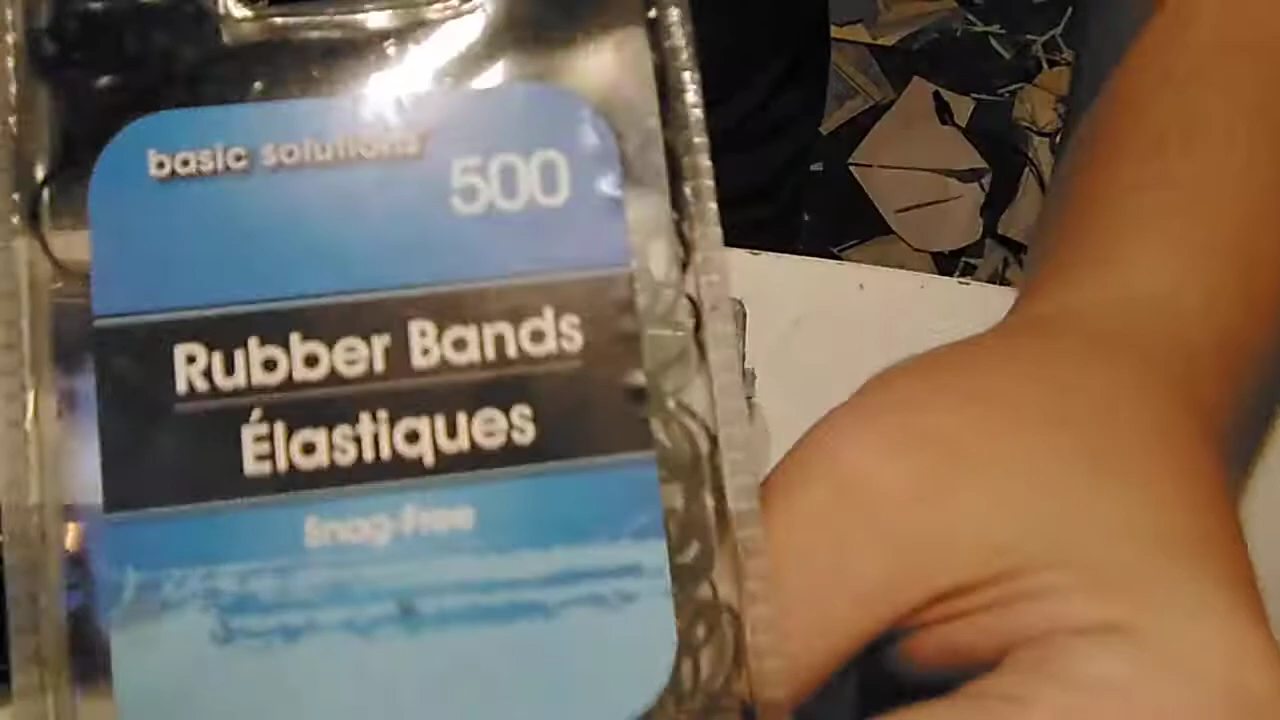 basic solutions
500
Rubber Bands
Élastiques
Snag-Free